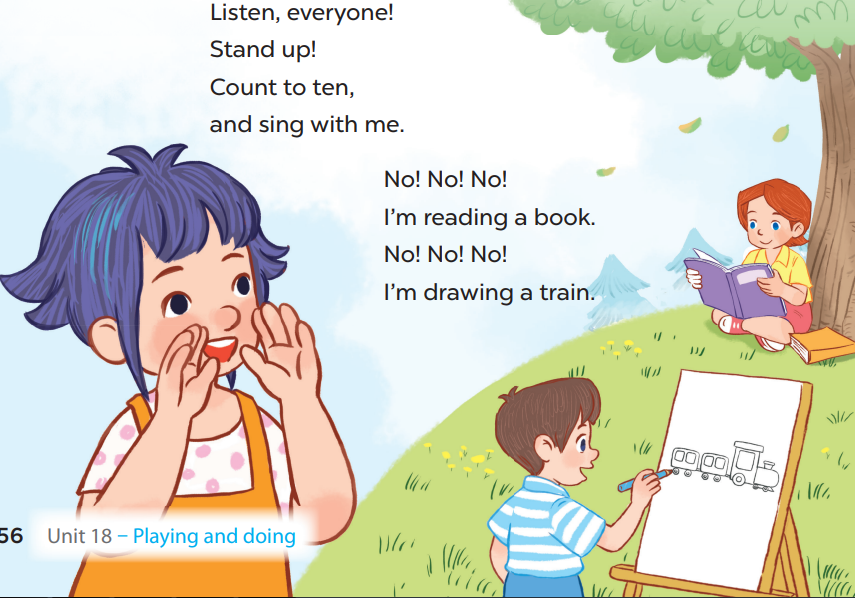 Listen, everyone!
Stand up!
Count to ten,
and sing with me.
No! No! No!
I'm reading a book.
No! No! No!
I'm drawing a train.
56 Unit 18 – Playing and doing